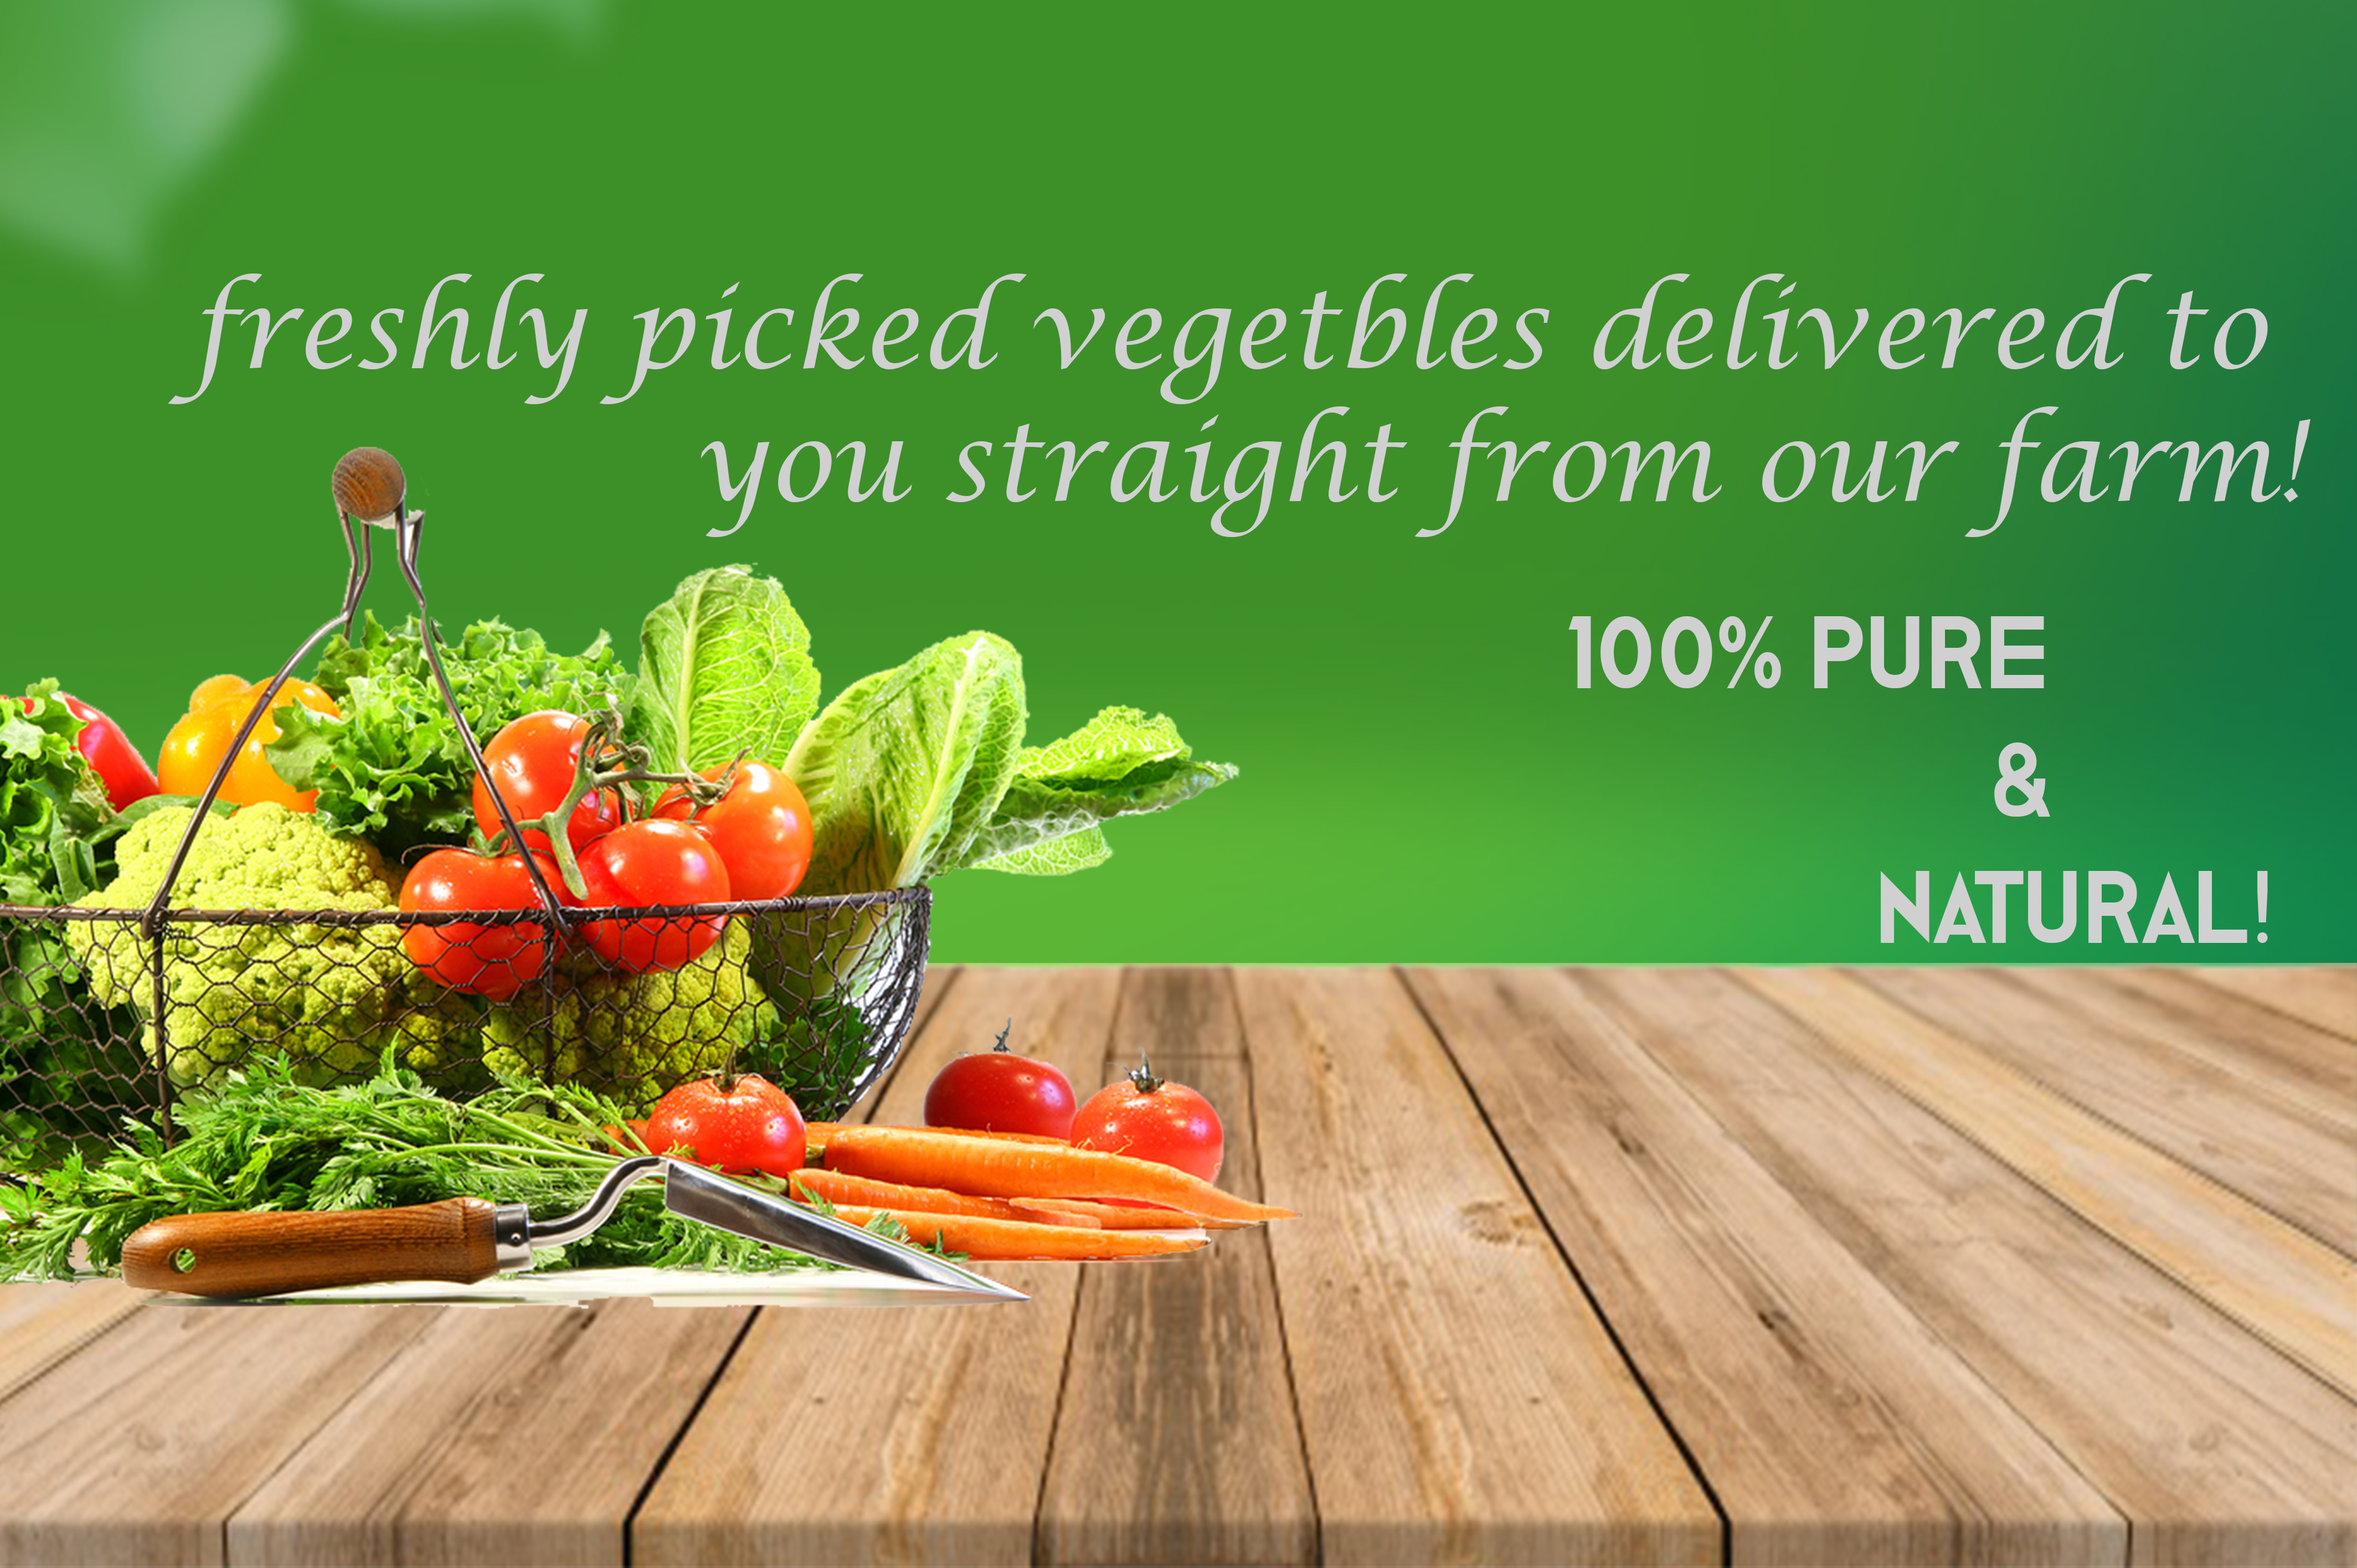 freshly picked vegetbles delivered to
you straight from our farm!
100% PURE
&
NATURAL!